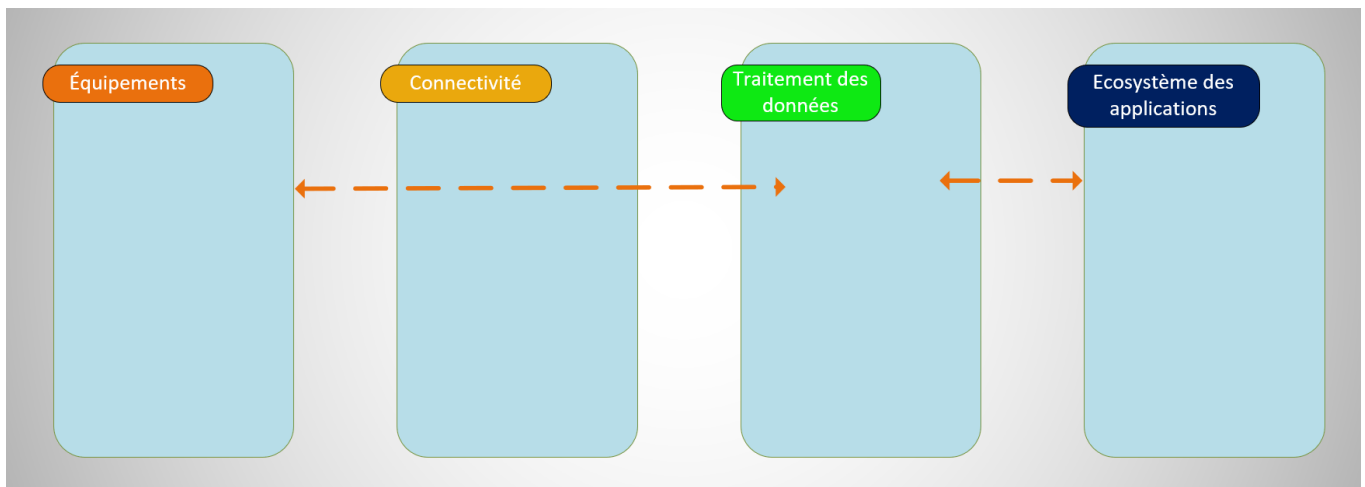 Équipements
Connectivité
Traitement des
données
Ecosystème des
applications